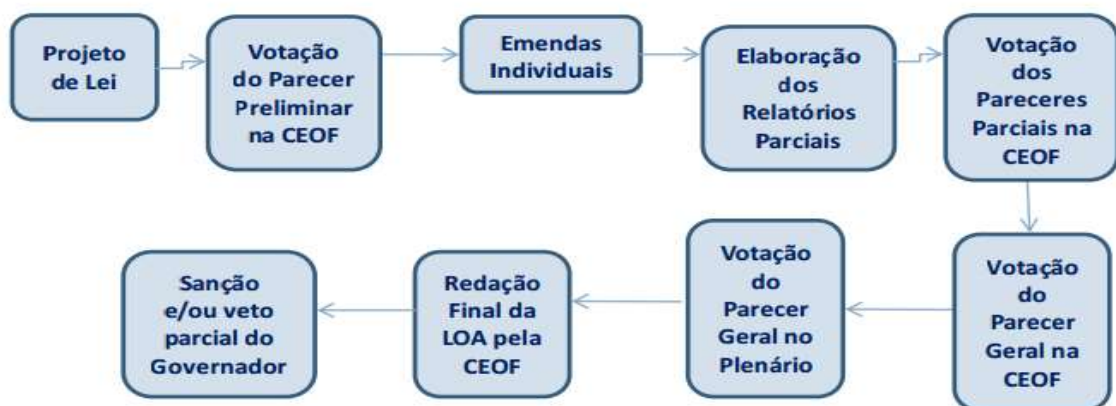 Projeto
de Lei
Votação
do Parecer
Preliminar
na CEOF
Emendas
Individuais
Elaboração
dos
Relatórios
Parciais
Votação
dos
Pareceres
Parciais na
CEOF
Votação
do
Parecer
Geral na
CEOF
Votação
do
Parecer
Geral no
Plenário
Redação
Final da
LOA pela
CEOF
Sanção
e/ou veto
parcial do
Governador